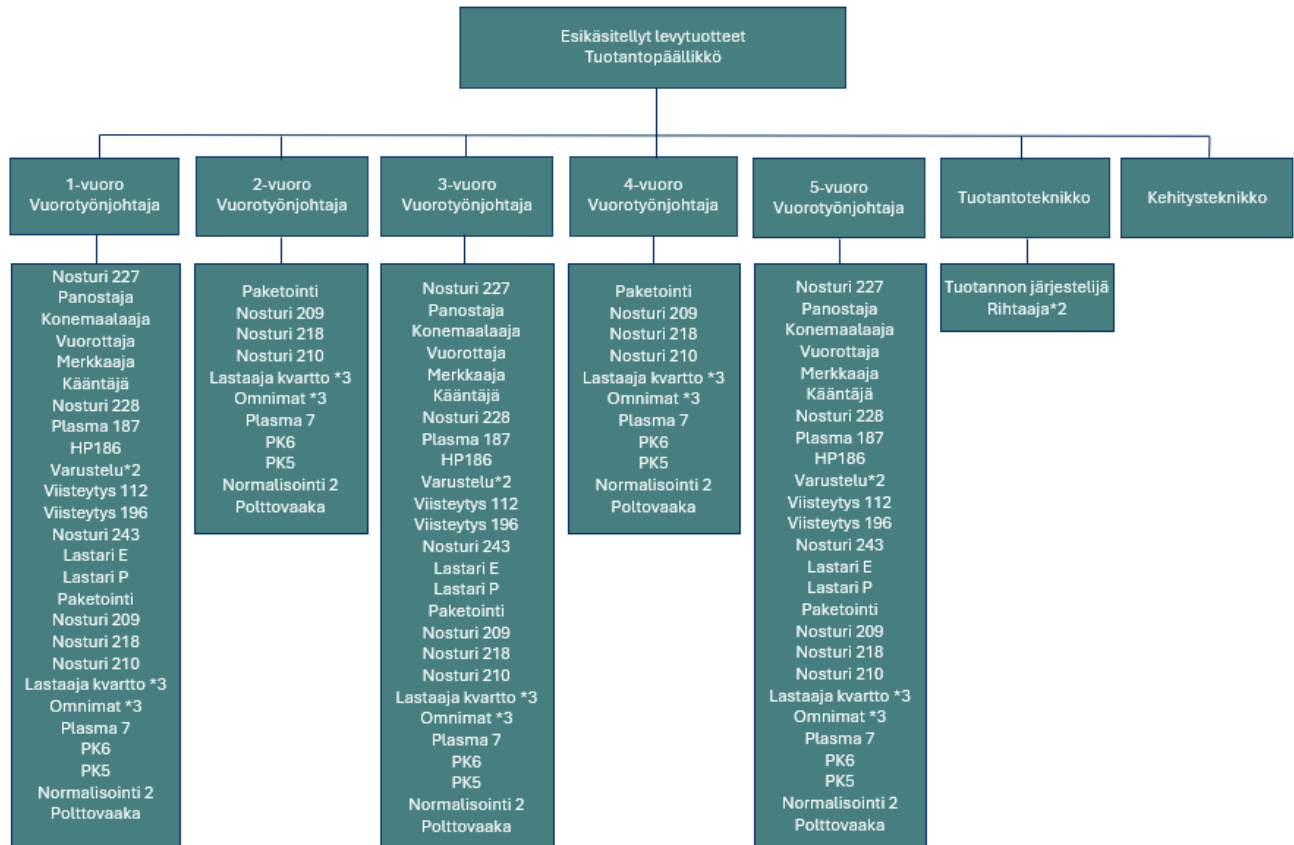 Esikäsitellyt levytuotteet
Tuotantopäällikkö
1-vuoro
Vuorotyönjohtaja
2-vuoro
Vuorotyönjohtaja
3-vuoro
Vuorotyönjohtaja
4-vuoro
Vuorotyönjohtaja
5-vuoro
Vuorotyönjohtaja
Tuotantoteknikko
Kehitysteknikko
Nosturi 227
Panostaja
Konemaalaaja
Vuorottaja
Merkkaaja
Kääntäjä
Nosturi 228
Plasma 187
HP186
Varustelu*2
Viisteytys 112
Viisteytys 196
Nosturi 243
Lastari E
Lastari P
Paketointi
Nosturi 209
Nosturi 218
Nosturi 210
Lastaaja kvartto *3
Omnimat *3
Plasma 7
PK6
PK5
Normalisointi 2
Polttovaaka
Paketointi
Nosturi 209
Nosturi 218
Nosturi 210
Lastaaja kvartto *3
Omnimat *3
Plasma 7
PK6
PK5
Normalisointi 2
Polttovaaka
Nosturi 227
Panostaja
Konemaalaaja
Vuorottaja
Merkkaaja
Kääntäjä
Nosturi 228
Plasma 187
HP186
Varustelu*2
Viisteytys 112
Viisteytys 196
Nosturi 243
Lastari E
Lastari P
Paketointi
Nosturi 209
Nosturi 218
Nosturi 210
Lastaaja kvartto *3
Omnimat *3
Plasma 7
PK6
PK5
Normalisointi 2
Polttovaaka
Paketointi
Nosturi 209
Nosturi 218
Nosturi 210
Lastaaja kvartto *3
Omnimat *3
Plasma 7
PK6
PK5
Normalisointi 2
Poltovaaka
Nosturi 227
Panostaja
Konemaalaaja
Vuorottaja
Merkkaaja
Kääntäjä
Nosturi 228
Plasma 187
HP186
Varustelu*2
Viisteytys 112
Viisteytys 196
Nosturi 243
Lastari E
Lastari P
Paketointi
Nosturi 209
Nosturi 218
Nosturi 210
Lastaaja kvartto *3
Omnimat *3
Plasma 7
PK6
PK5
Normalisointi 2
Polttovaaka
Tuotannon järjestelijä
Rihtaaja*2